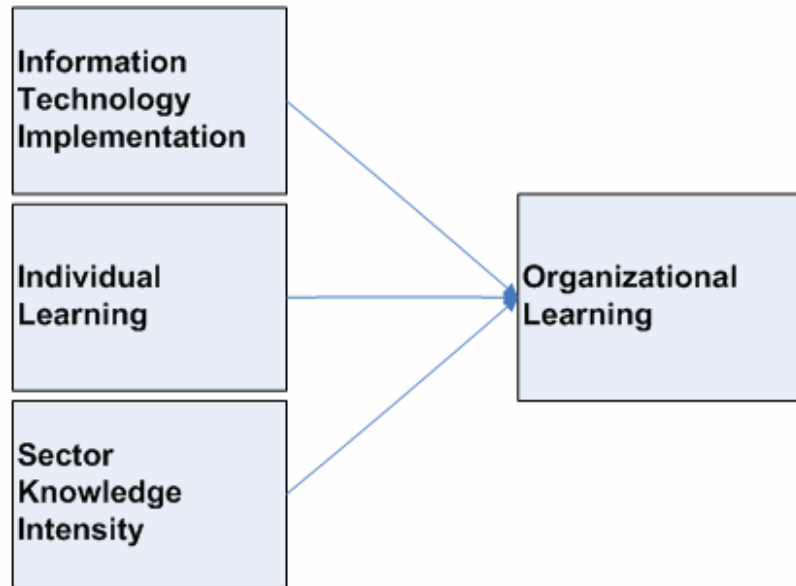 Information
Technology
Implementation
Individual
Learning
Organizational
Learning
Sector
Knowledge
Intensity